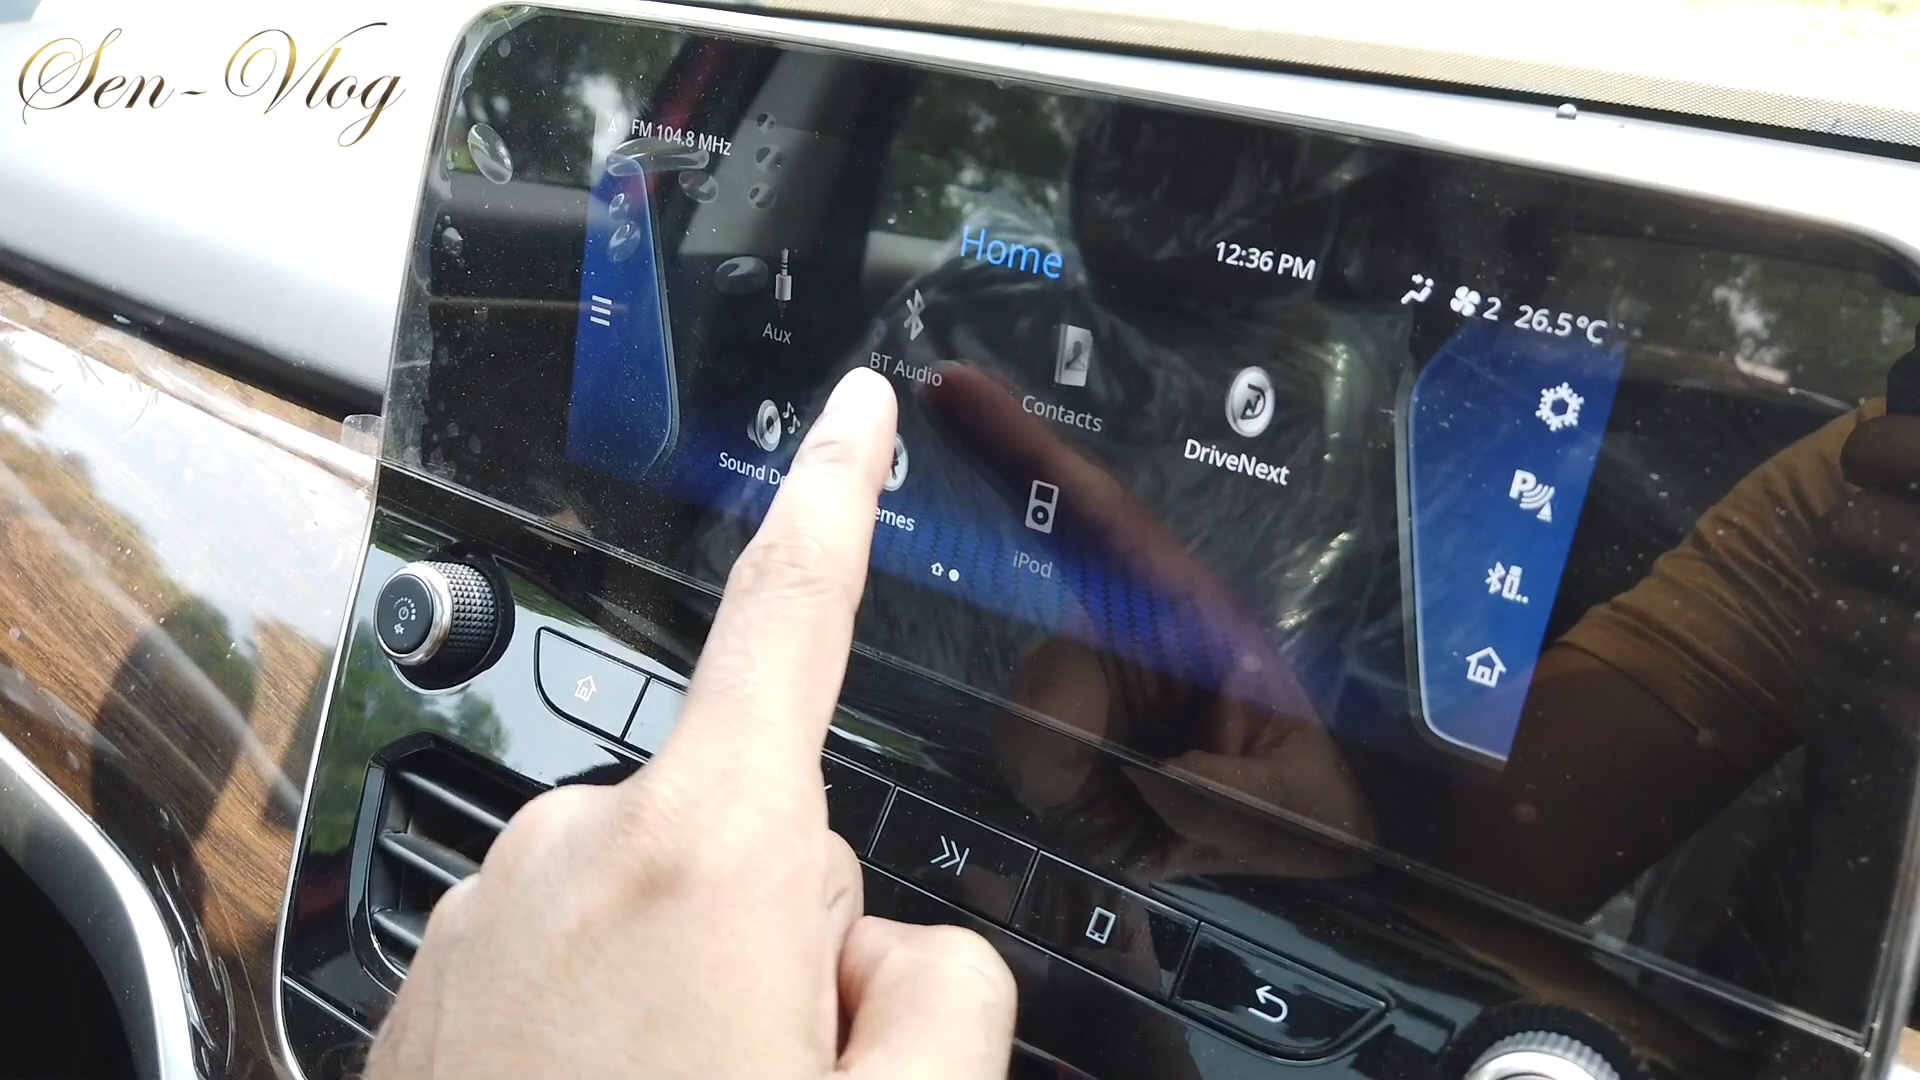 Sen-Vlog
FM 104.8 MHz
Home
12:36 PM
2 26.5°C
Aux
BT Audio
Contacts
DriveNext
Sound
emes
iPod